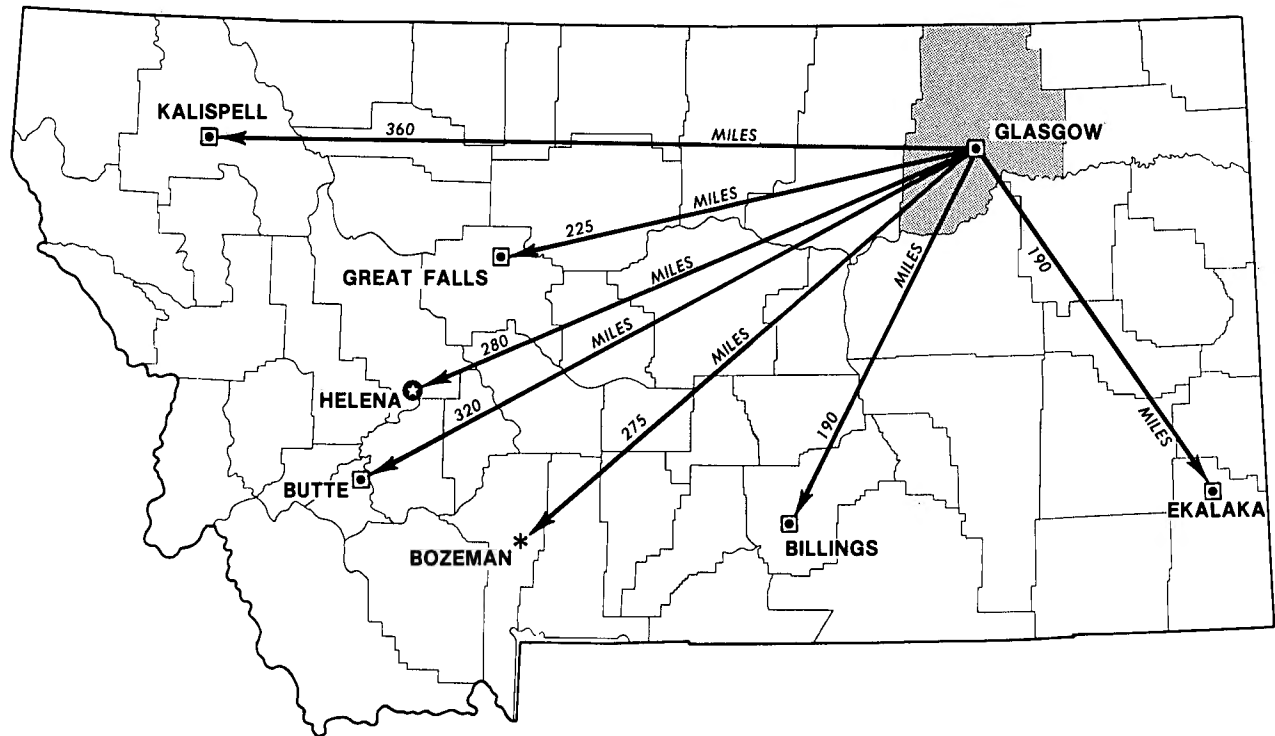 KALISPELL
360 MILES
GLASGOW
225 MILES
GREAT FALLS
280 MILES
HELENA
320 MILES
BUTTE
275 MILES
BOZEMAN
190 MILES
BILLINGS
190 MILES
EKALAKA